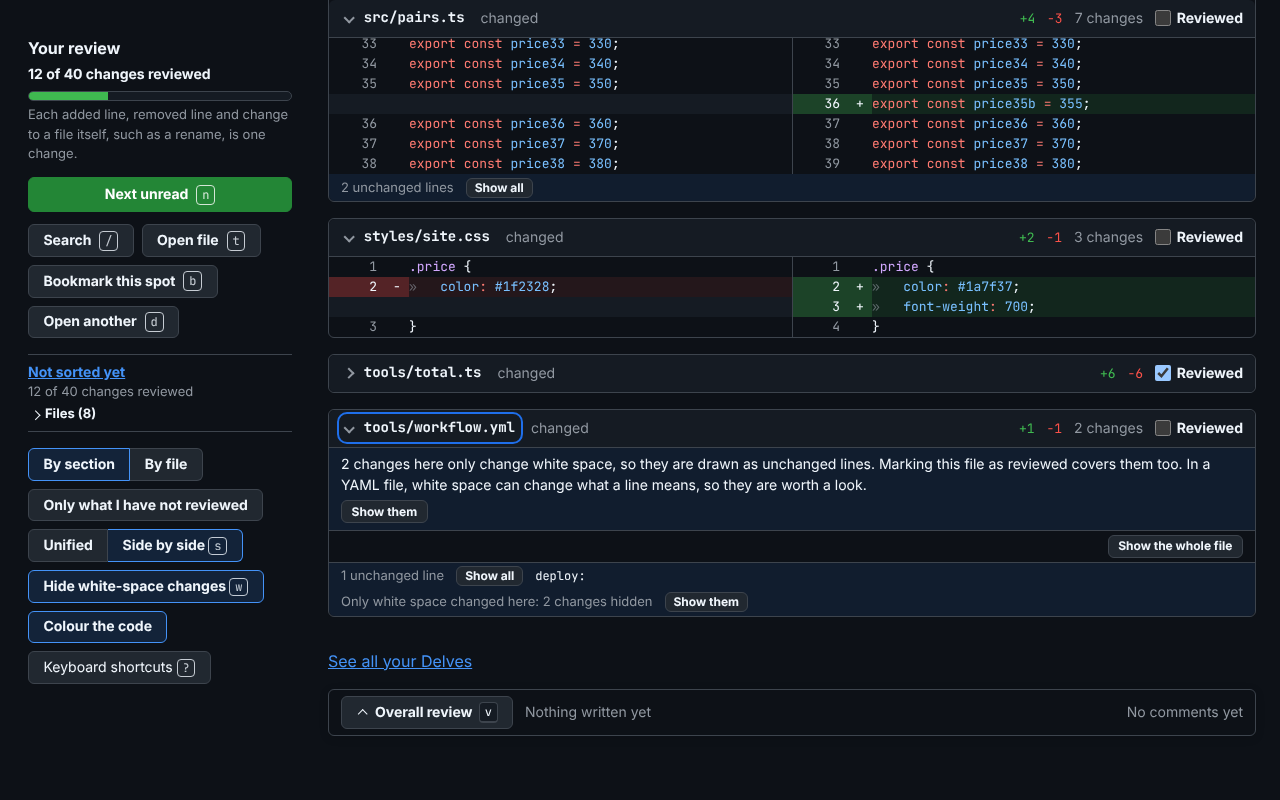 Your review
12 of 40 changes reviewed
Each added line, removed line and change
to a file itself, such as a rename, is one
change.
Next unread n
Search / Open file t
Bookmark this spot b
Open another d
Not sorted yet
12 of 40 changes reviewed
Files (8)
By section By file
Only what I have not reviewed
Unified Side by side s
Hide white-space changes w
Colour the code
Keyboard shortcuts ?
src/pairs.ts changed +4 -3 7 changes Reviewed
33 export const price33 = 330; 33 export const price33 = 330;
34 export const price34 = 340; 34 export const price34 = 340;
35 export const price35 = 350; 35 export const price35 = 350;
36 + export const price35b = 355;
36 export const price36 = 360; 37 export const price36 = 360;
37 export const price37 = 370; 38 export const price37 = 370;
38 export const price38 = 380; 39 export const price38 = 380;
2 unchanged lines Show all
styles/site.css changed +2 -1 3 changes Reviewed
1 .price { 1 .price {
2 - » color: #1f2328; 2 + » color: #1a7f37;
3 + » font-weight: 700;
3 } 4 }
tools/total.ts changed +6 -6 Reviewed
tools/workflow.yml changed +1 -1 2 changes Reviewed
2 changes here only change white space, so they are drawn as unchanged lines. Marking this file as reviewed covers them too. In a
YAML file, white space can change what a line means, so they are worth a look.
Show them
Show the whole file
1 unchanged line Show all deploy:
Only white space changed here: 2 changes hidden Show them
See all your Delves
Overall review v Nothing written yet No comments yet